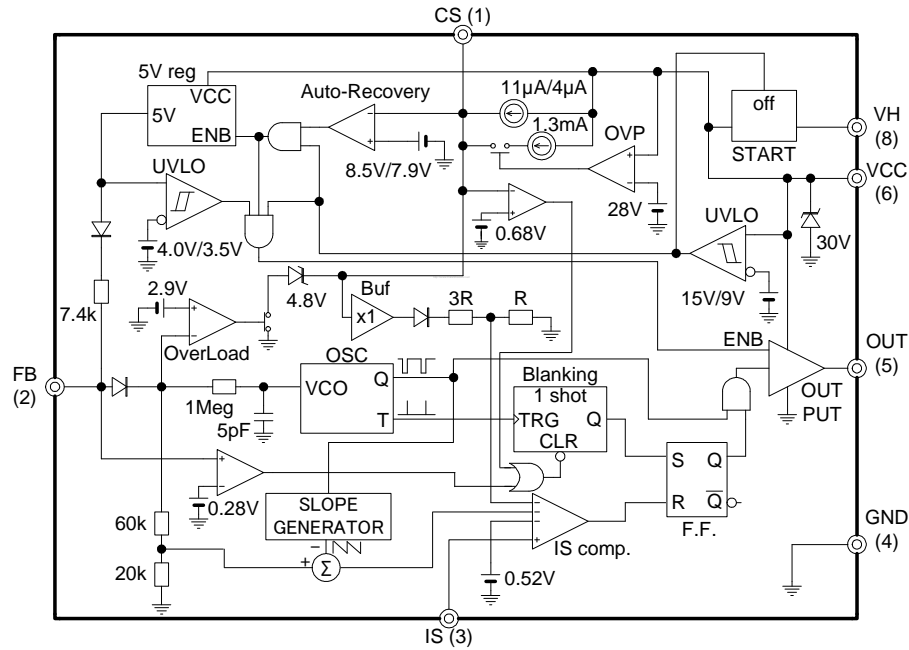 CS (1)
5V reg
VCC
5V
ENB
Auto-Recovery
8.5V/7.9V
11µA/4µA
1.3mA
OVP
28V
off
START
VH
(8)
VCC
(6)
UVLO
4.0V/3.5V
0.68V
UVLO
15V/9V
30V
7.4k
2.9V
OverLoad
4.8V
Buf
x1
3R
R
ENB
OUT
PUT
OUT
(5)
FB
(2)
1Meg
5pF
OSC
VCO
Q
T
Blanking
1 shot
TRG
Q
CLR
S
Q
R
Q
F.F.
0.28V
SLOPE
GENERATOR
60k
20k
−
+
Σ
IS comp.
0.52V
GND
(4)
IS (3)